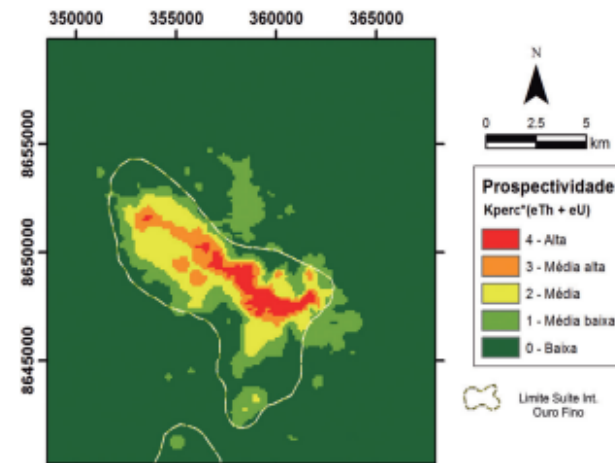 350000 355000 360000 365000
8655000
8650000
8645000
N
0 2.5 5
km
Prospectividade
Kperc*(eTh + eU)
4 - Alta
3 - Média alta
2 - Média
1 - Média baixa
0 - Baixa
Limite Suíte Int.
Ouro Fino